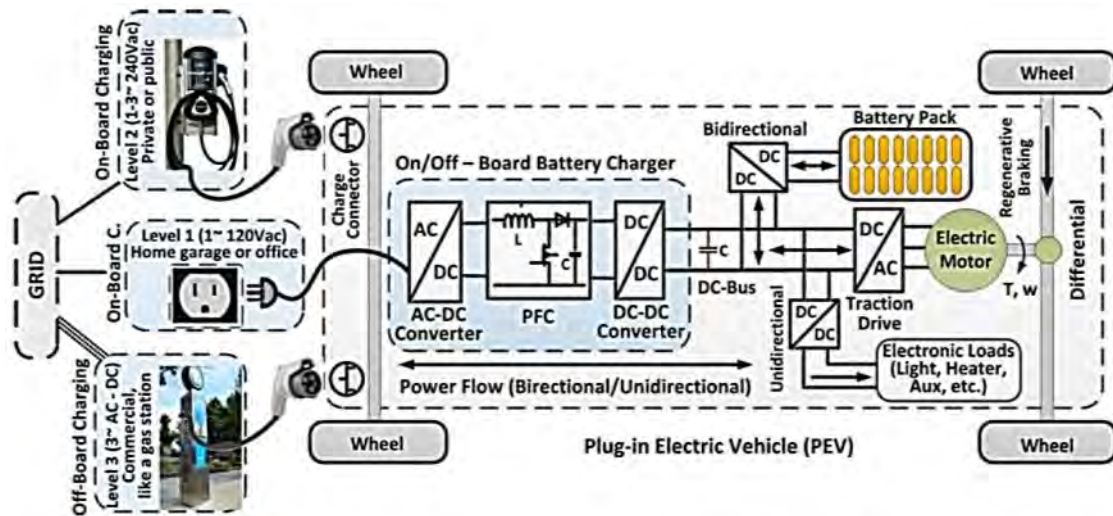 GRID
On-Board Charging
Level 2 (1-3~ 240Vac)
Private or public
On-Board C.
Level 1 (1~ 120Vac)
Home garage or office
Off-Board Charging
Level 3 (3~ AC - DC)
Commercial,
like a gas station
Wheel
Wheel
Charge
Connector
On/Off – Board Battery Charger
AC
DC
AC-DC
Converter
L
C
PFC
DC
DC
DC-DC
Converter
Power Flow (Birectional/Unidirectional)
C
DC-Bus
Bidirectional
DC
DC
Battery Pack
Unidirectional
DC
DC
DC
AC
Traction
Drive
Electric
Motor
Electronic Loads
(Light, Heater,
Aux, etc.)
Regenerative
Braking
T, w
Differential
Wheel
Wheel
Plug-in Electric Vehicle (PEV)